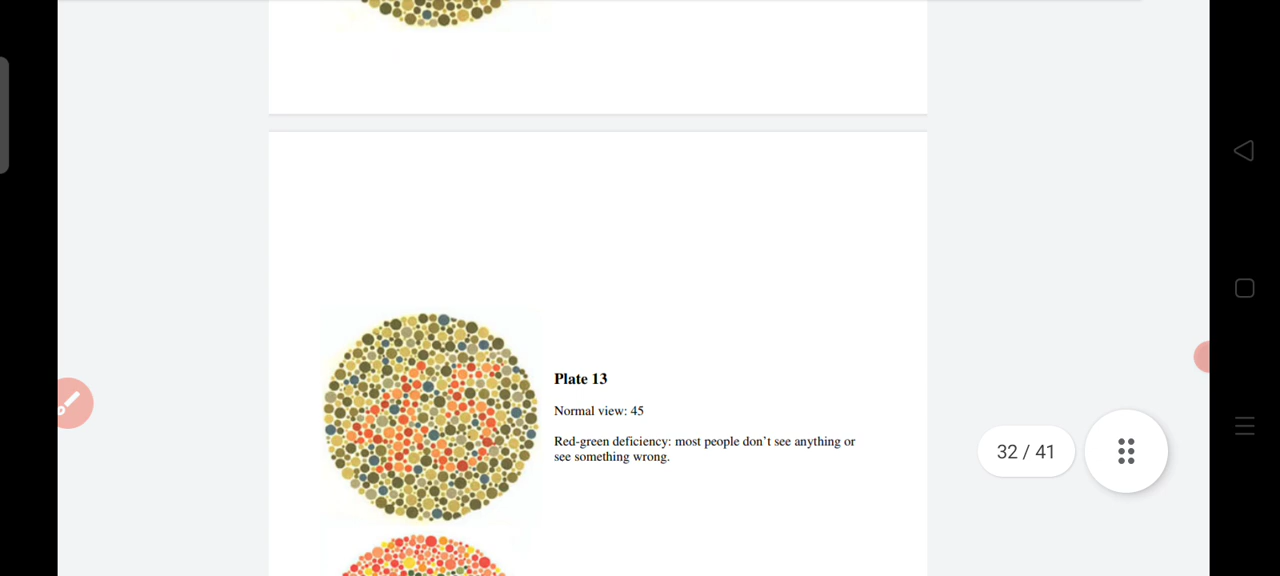 Plate 13
Normal view: 45
Red-green deficiency: most people don’t see anything or
see something wrong.
45
32 / 41